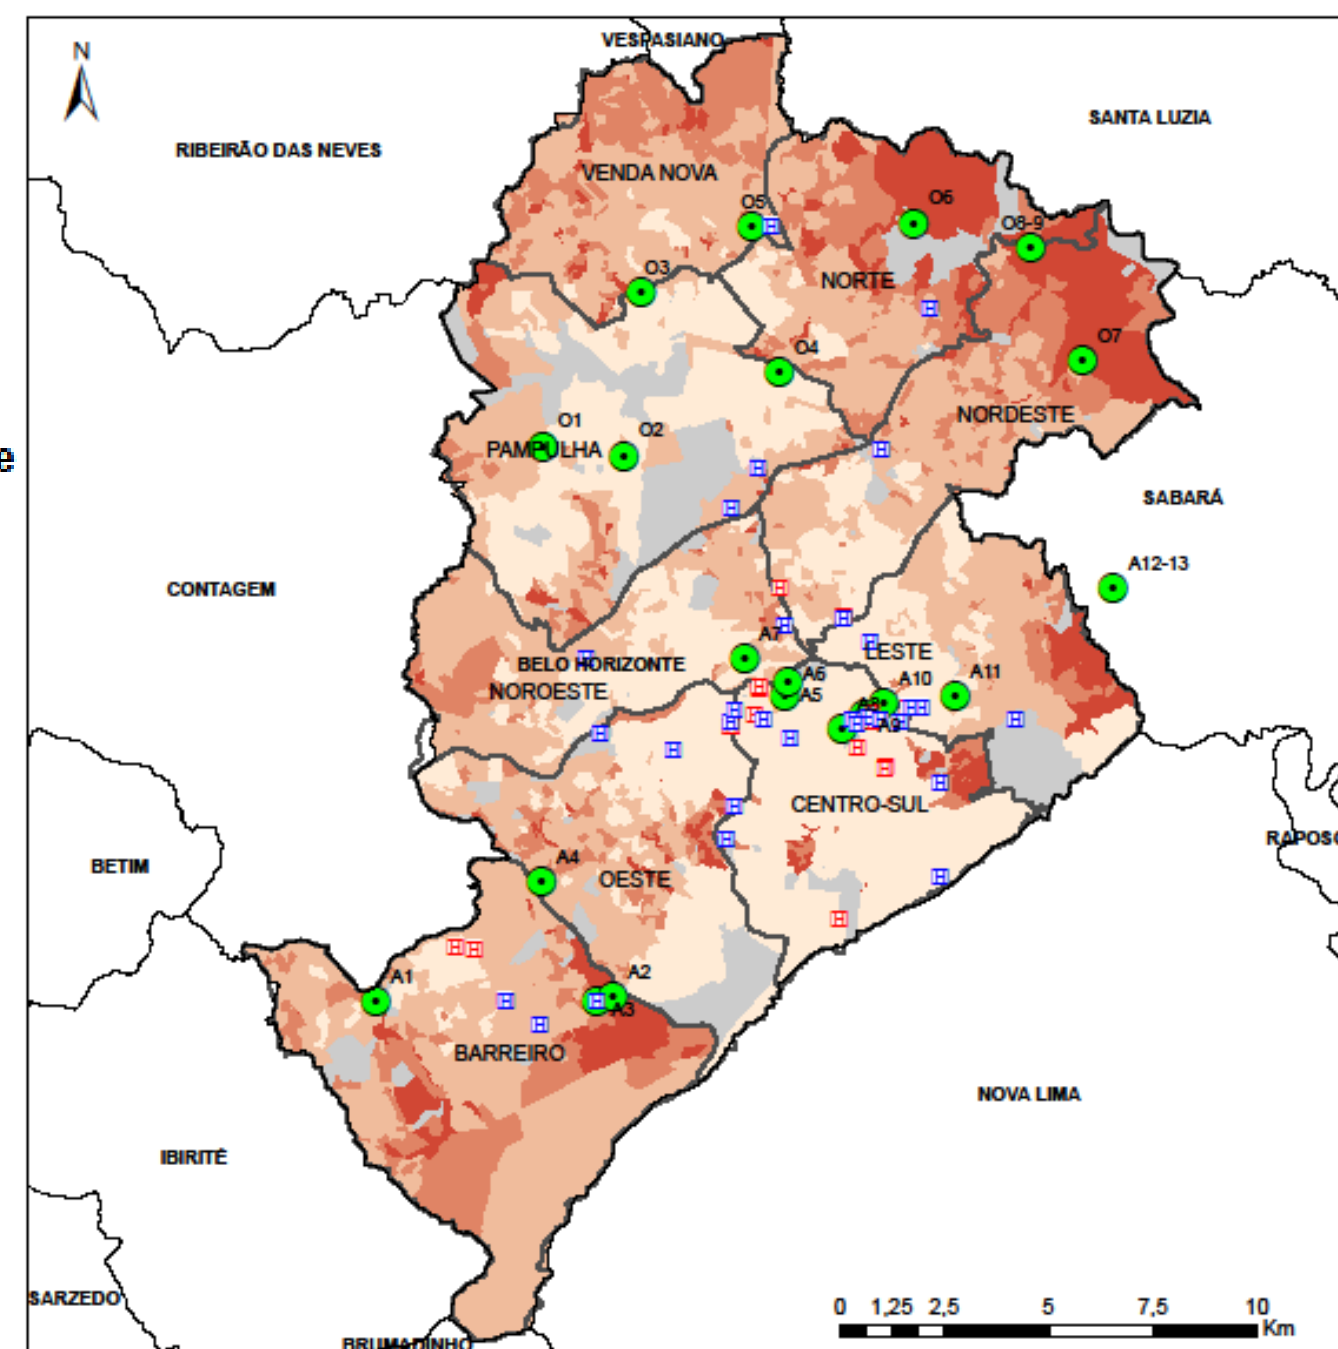 VESPASIANO
N
SANTA LUZIA
RIBEIRÃO DAS NEVES
VENDA NOVA
O5
O6
O8-9
O3
NORTE
O4
O7
NORDESTE
O1
O2
PAMPULHA
e
SABARÁ
A12-13
CONTAGEM
A7
LESTE
BELO HORIZONTE
NOROESTE
A6
A5
A10
A11
A8
A9
CENTRO-SUL
BETIM
A4
OESTE
A1
A2
A3
BARREIRO
NOVA LIMA
IBIRITÉ
SARZEDO
BRUMADINHO
0 1,25 2,5 5 7,5 10
Km
H